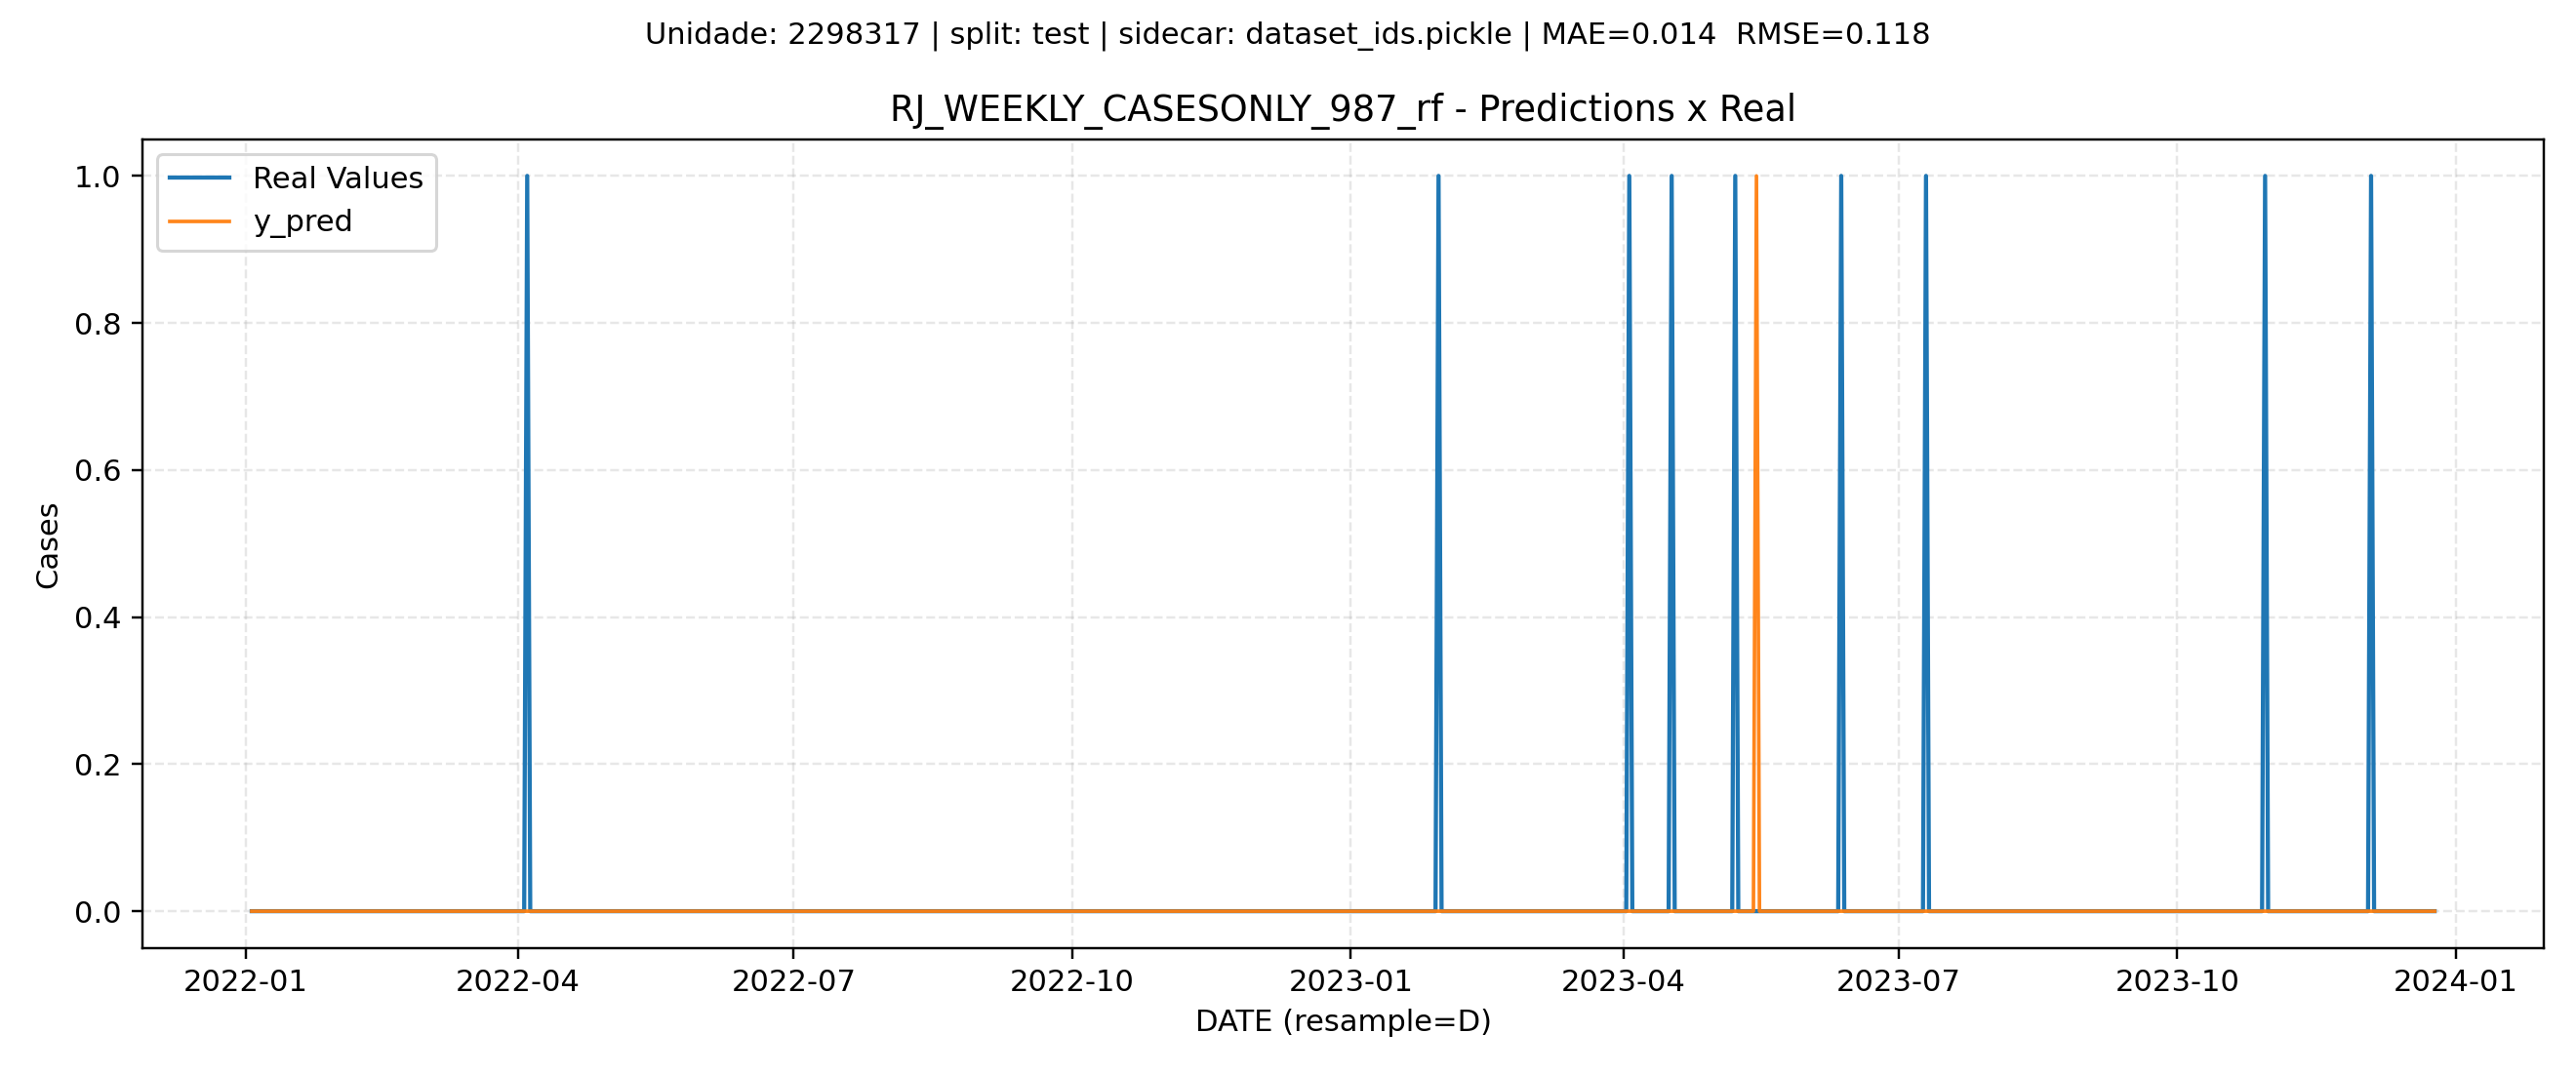 Unidade: 2298317 | split: test | sidecar: dataset_ids.pickle | MAE=0.014  RMSE=0.118
RJ_WEEKLY_CASESONLY_987_rf - Predictions x Real
Real Values
y_pred
1.0
0.8
0.6
0.4
0.2
0.0
Cases
2022-01
2022-04
2022-07
2022-10
2023-01
2023-04
2023-07
2023-10
2024-01
DATE (resample=D)